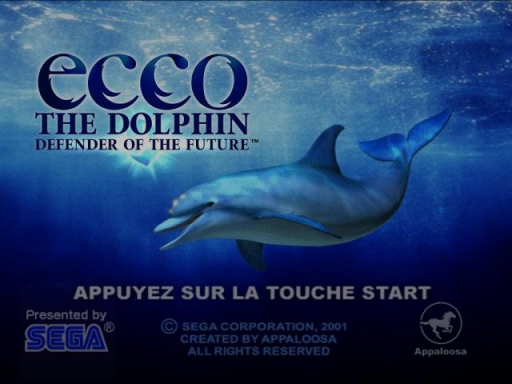 ecco
THE DOLPHIN
DEFENDER OF THE FUTURE™
APPUYEZ SUR LA TOUCHE START
Presented by
SEGA®
© SEGA CORPORATION, 2001
CREATED BY APPALOOSA
ALL RIGHTS RESERVED
Appaloosa